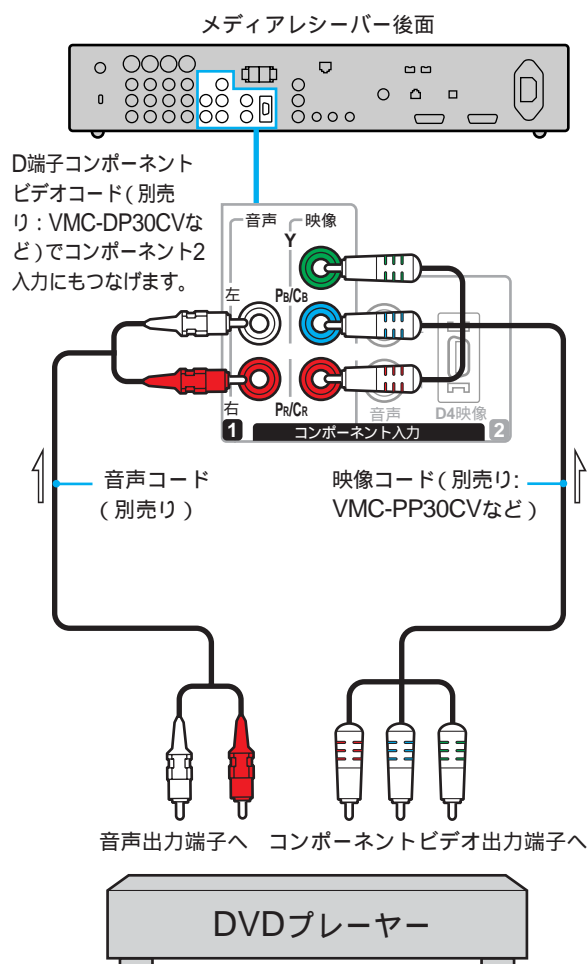 メディアレシーバー後面
D端子コンポーネント
ビデオコード(別売
り:VMC-DP30CVな
ど)でコンポーネント2
入力にもつなげます。
音声 映像
Y
左 PB/CB
右 PR/CR
音声 D4映像
1 コンポーネント入力 2
音声コード
(別売り)
映像コード(別売り:
VMC-PP30CVなど)
音声出力端子へ コンポーネントビデオ出力端子へ
DVDプレーヤー